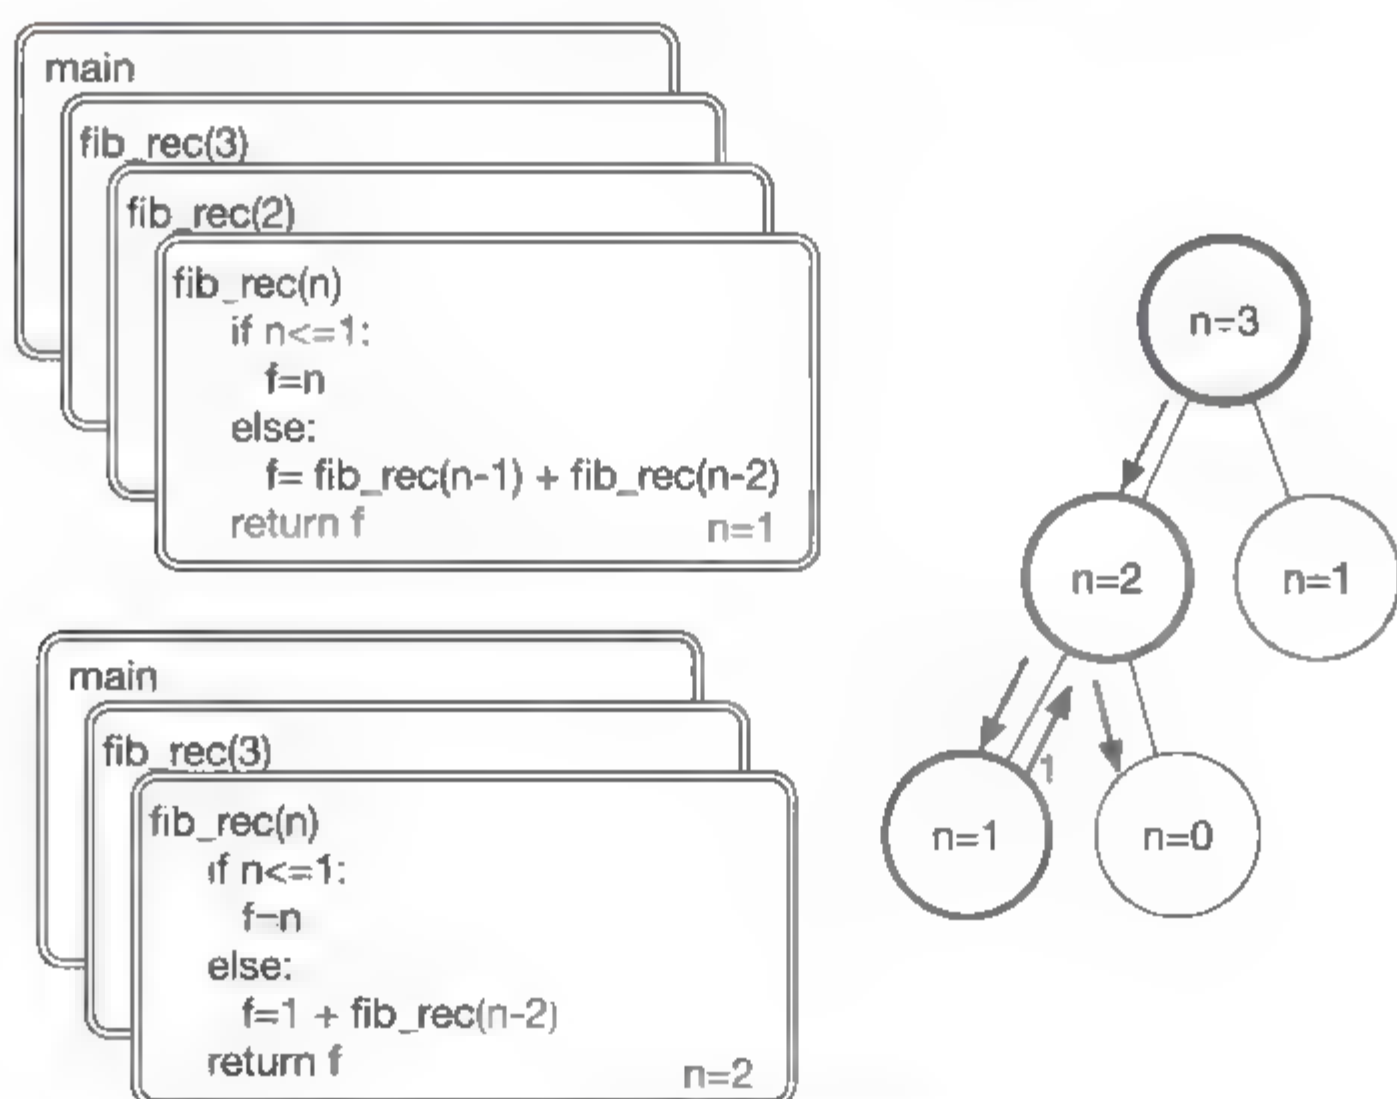 main
fib_rec(3)
fib_rec(2)
fib_rec(n)
if n<=1:
f=n
else:
f= fib_rec(n-1) + fib_rec(n-2)
return f
n=1
main
fib_rec(3)
fib_rec(n)
if n<=1:
f=n
else:
f=1 + fib_rec(n-2)
return f
n=2
n=3
n=2
n=1
1
n=1
n=0